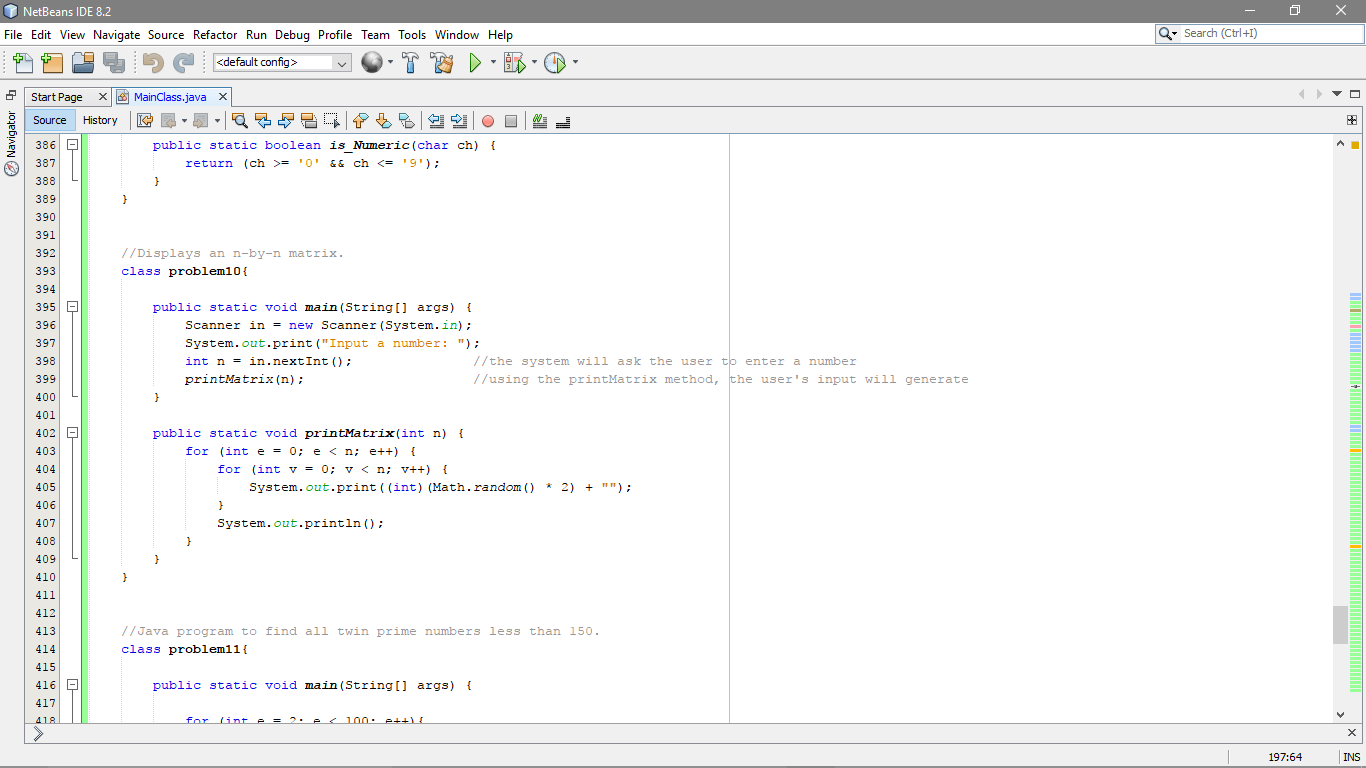 NetBeans IDE 8.2
File Edit View Navigate Source Refactor Run Debug Profile Team Tools Window Help
Search (Ctrl+I)
<default config>
Start Page
MainClass.java
Navigator
Source History
386 public static boolean is_Numeric(char ch) {
387 return (ch >= '0' && ch <= '9');
388 }
389 }
390
391
392 //Displays an n-by-n matrix.
393 class problem10{
394
395 public static void main(String[] args) {
396 Scanner in = new Scanner(System.in);
397 System.out.print("Input a number: ");
398 int n = in.nextInt(); //the system will ask the user to enter a number
399 printMatrix(n); //using the printMatrix method, the user's input will generate
400 }
401
402 public static void printMatrix(int n) {
403 for (int e = 0; e < n; e++) {
404 for (int v = 0; v < n; v++) {
405 System.out.print((int)(Math.random() * 2) + "");
406 }
407 System.out.println();
408 }
409 }
410 }
411
412
413 //Java program to find all twin prime numbers less than 150.
414 class problem11{
415
416 public static void main(String[] args) {
417
418 for (int e = 2; e < 100; e++){
197:64 INS